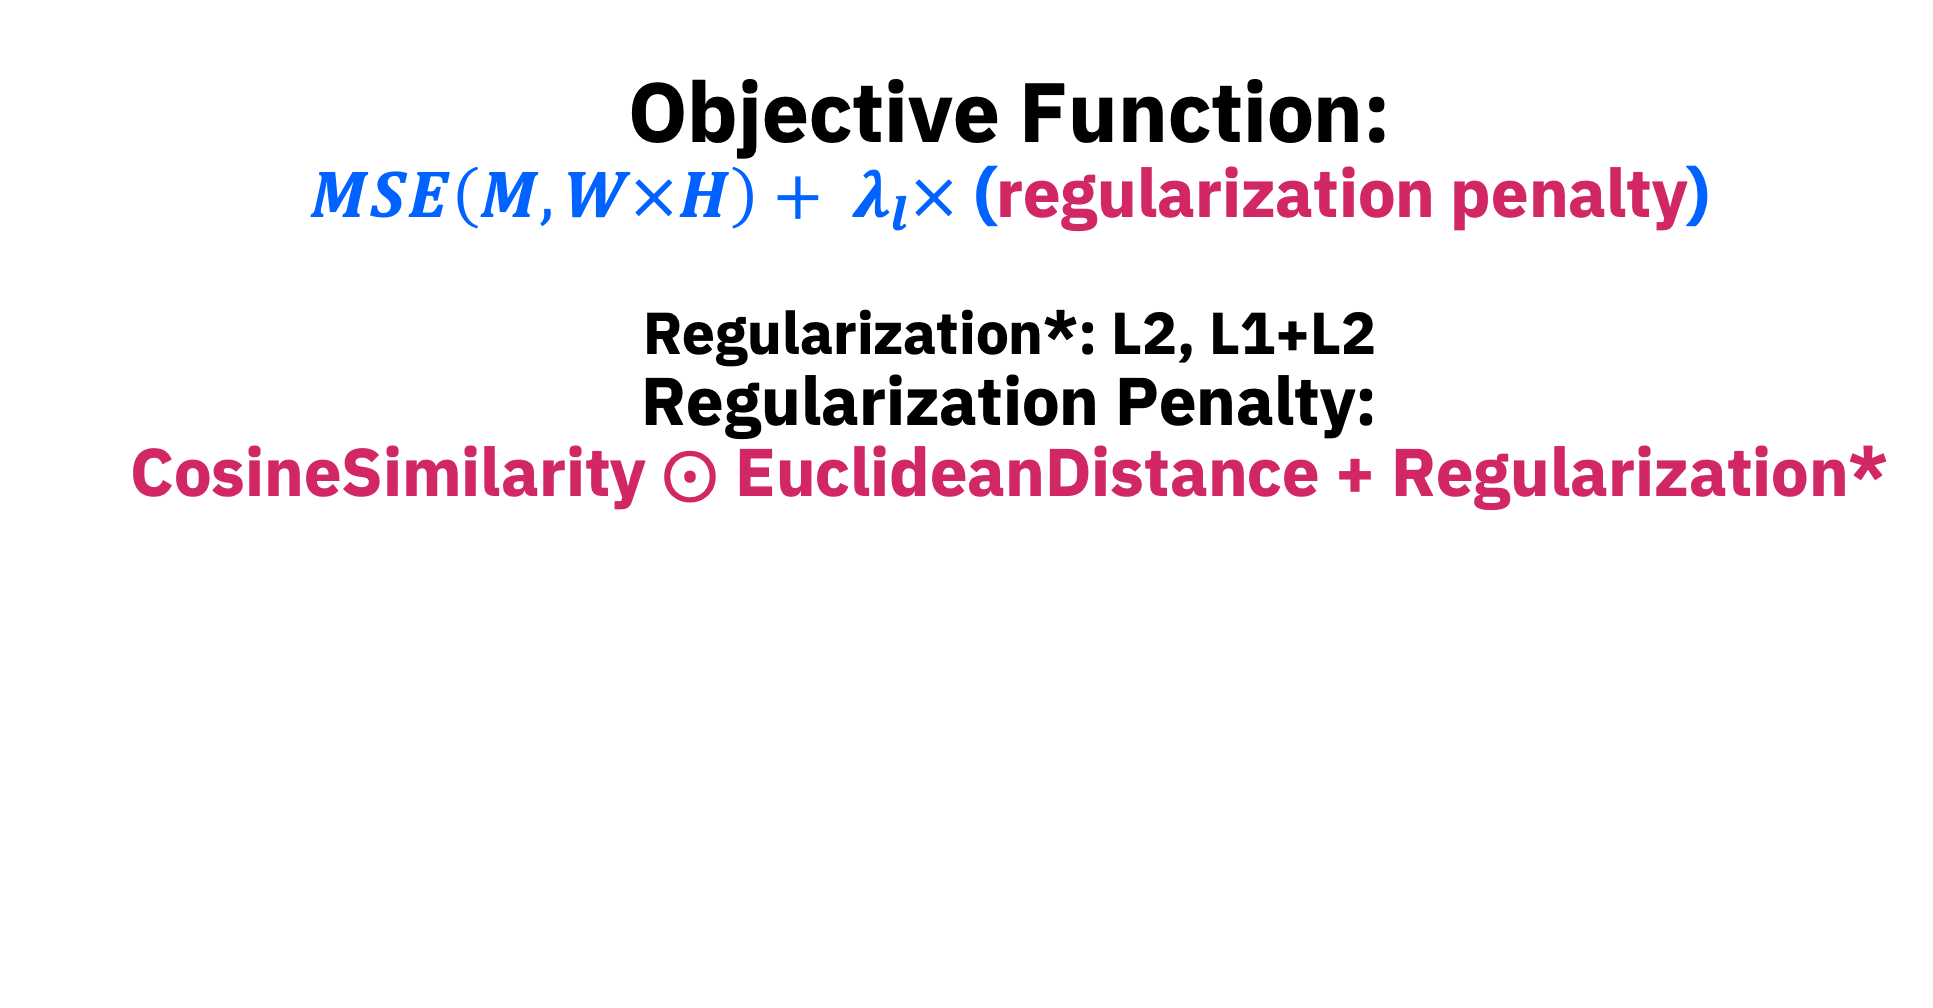 Objective Function:
MSE(M, W×H) + λₗ× (regularization penalty)
Regularization*: L2, L1+L2
Regularization Penalty:
CosineSimilarity ⊙ EuclideanDistance + Regularization*